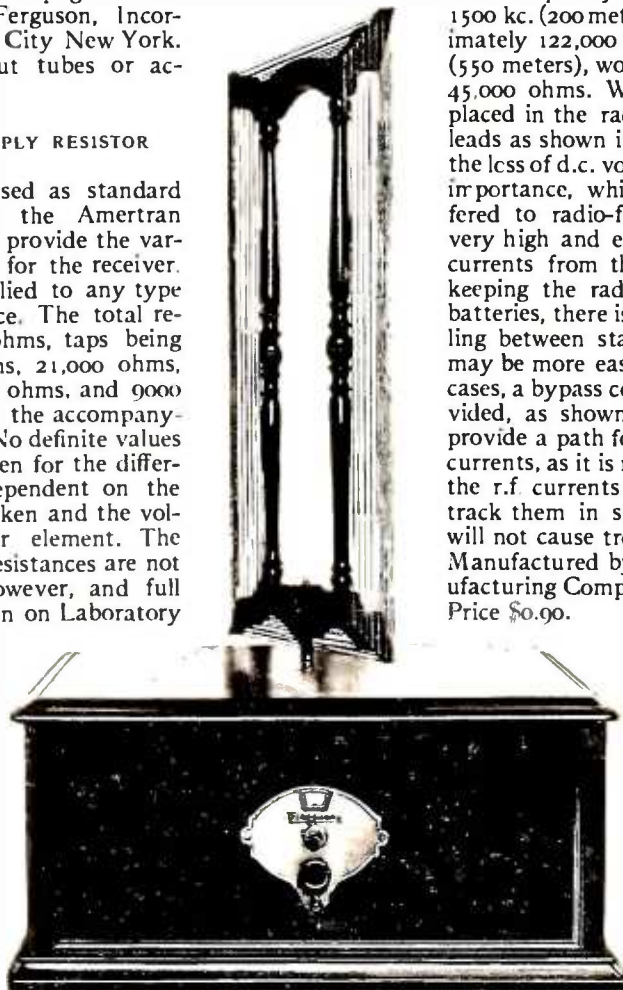 Ferguson, Incor-
City New York.
ut tubes or ac-
PLY RESISTOR
sed as standard
the Amertran
provide the var-
for the receiver.
lied to any type
ce. The total re-
ohms, taps being
ns, 21,000 ohms,
ohms, and 9000
the accompany-
No definite values
en for the differ-
ependent on the
ken and the vol-
r element. The
esistances are not
owever, and full
n on Laboratory
1500 kc. (200 met
imately 122,000
(550 meters), wo
45,000 ohms. W
placed in the rad
leads as shown i
the less of d.c. vo
irrportance, whi
fered to radio-f
very high and e
currents from th
keeping the rad
batteries, there is
ling between sta
may be more eas
cases, a bypass co
vided, as shown
provide a path fo
currents, as it is r
the r.f. currents
track them in s
will not cause tro
Manufactured by
ufacturing Comp
Price $0.90.